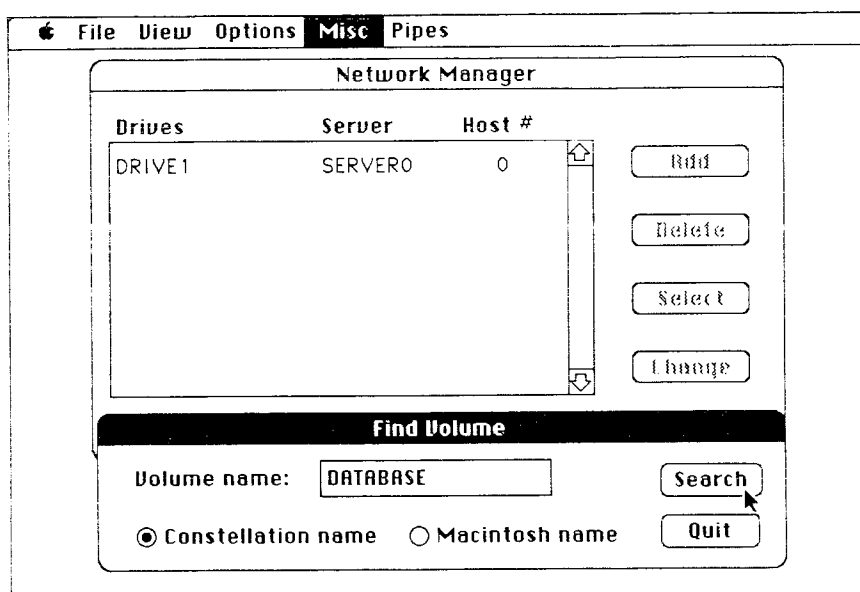 File View Options Misc Pipes
Network Manager
Drives Server Host #
DRIVE1 SERVER0 0
Add
Delete
Select
Change
Find Volume
Volume name: DATABASE
Search
Constellation name Macintosh name
Quit